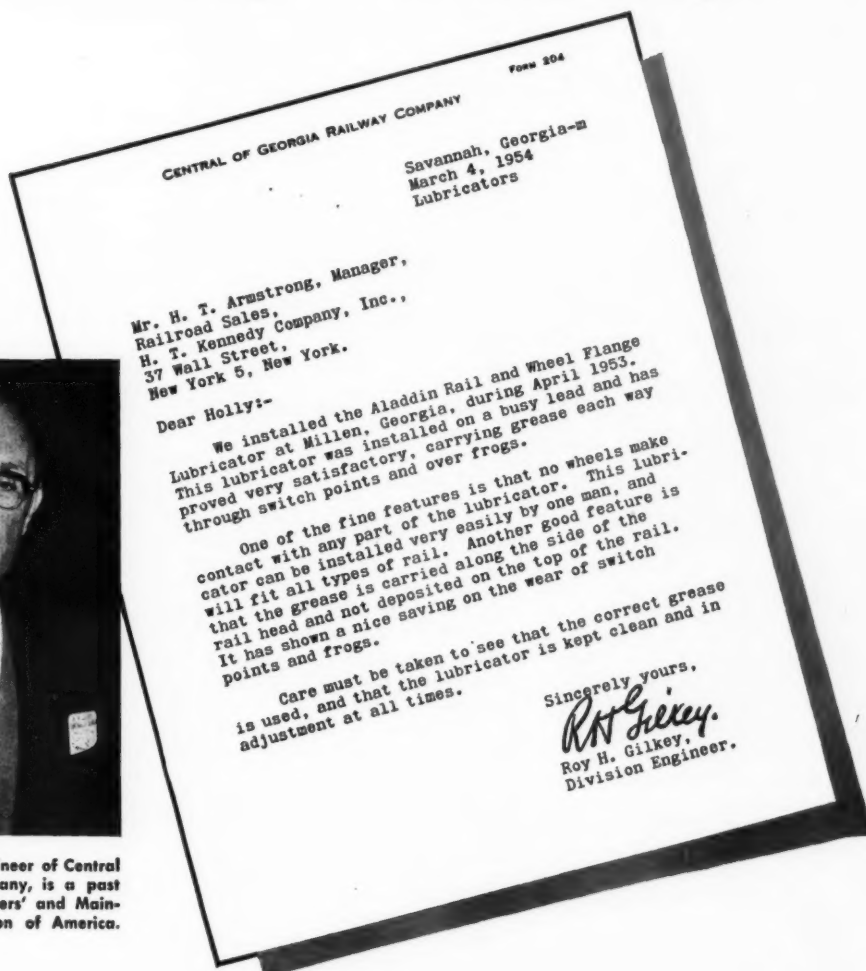 FORM 204
CENTRAL OF GEORGIA RAILWAY COMPANY
Savannah, Georgia-m
March 4, 1954
Lubricators
Mr. H. T. Armstrong, Manager,
Railroad Sales,
H. T. Kennedy Company, Inc.,
37 Wall Street,
New York 5, New York.
Dear Holly:-
We installed the Aladdin Rail and Wheel Flange
Lubricator at Millen, Georgia, during April 1953.
This lubricator was installed on a busy lead and has
proved very satisfactory, carrying grease each way
through switch points and over frogs.
One of the fine features is that no wheels make
contact with any part of the lubricator. This lubri-
cator can be installed very easily by one man, and
will fit all types of rail. Another good feature is
that the grease is carried along the side of the
rail head and not deposited on the top of the rail.
It has shown a nice saving on the wear of switch
points and frogs.
Care must be taken to see that the correct grease
is used, and that the lubricator is kept clean and in
adjustment at all times.
Sincerely yours,
RH Gilkey.
Roy H. Gilkey,
Division Engineer.
neer of Central
any, is a past
ers' and Main-
on of America.